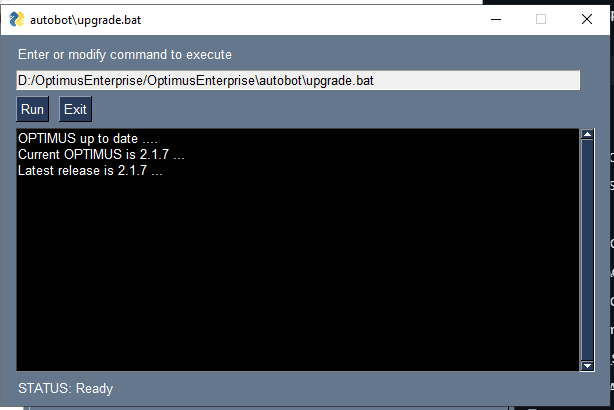 autobot\upgrade.bat
Enter or modify command to execute
D:/OptimusEnterprise/OptimusEnterprise\autobot\upgrade.bat
Run Exit
OPTIMUS up to date ....
Current OPTIMUS is 2.1.7 ...
Latest release is 2.1.7 ...
STATUS: Ready